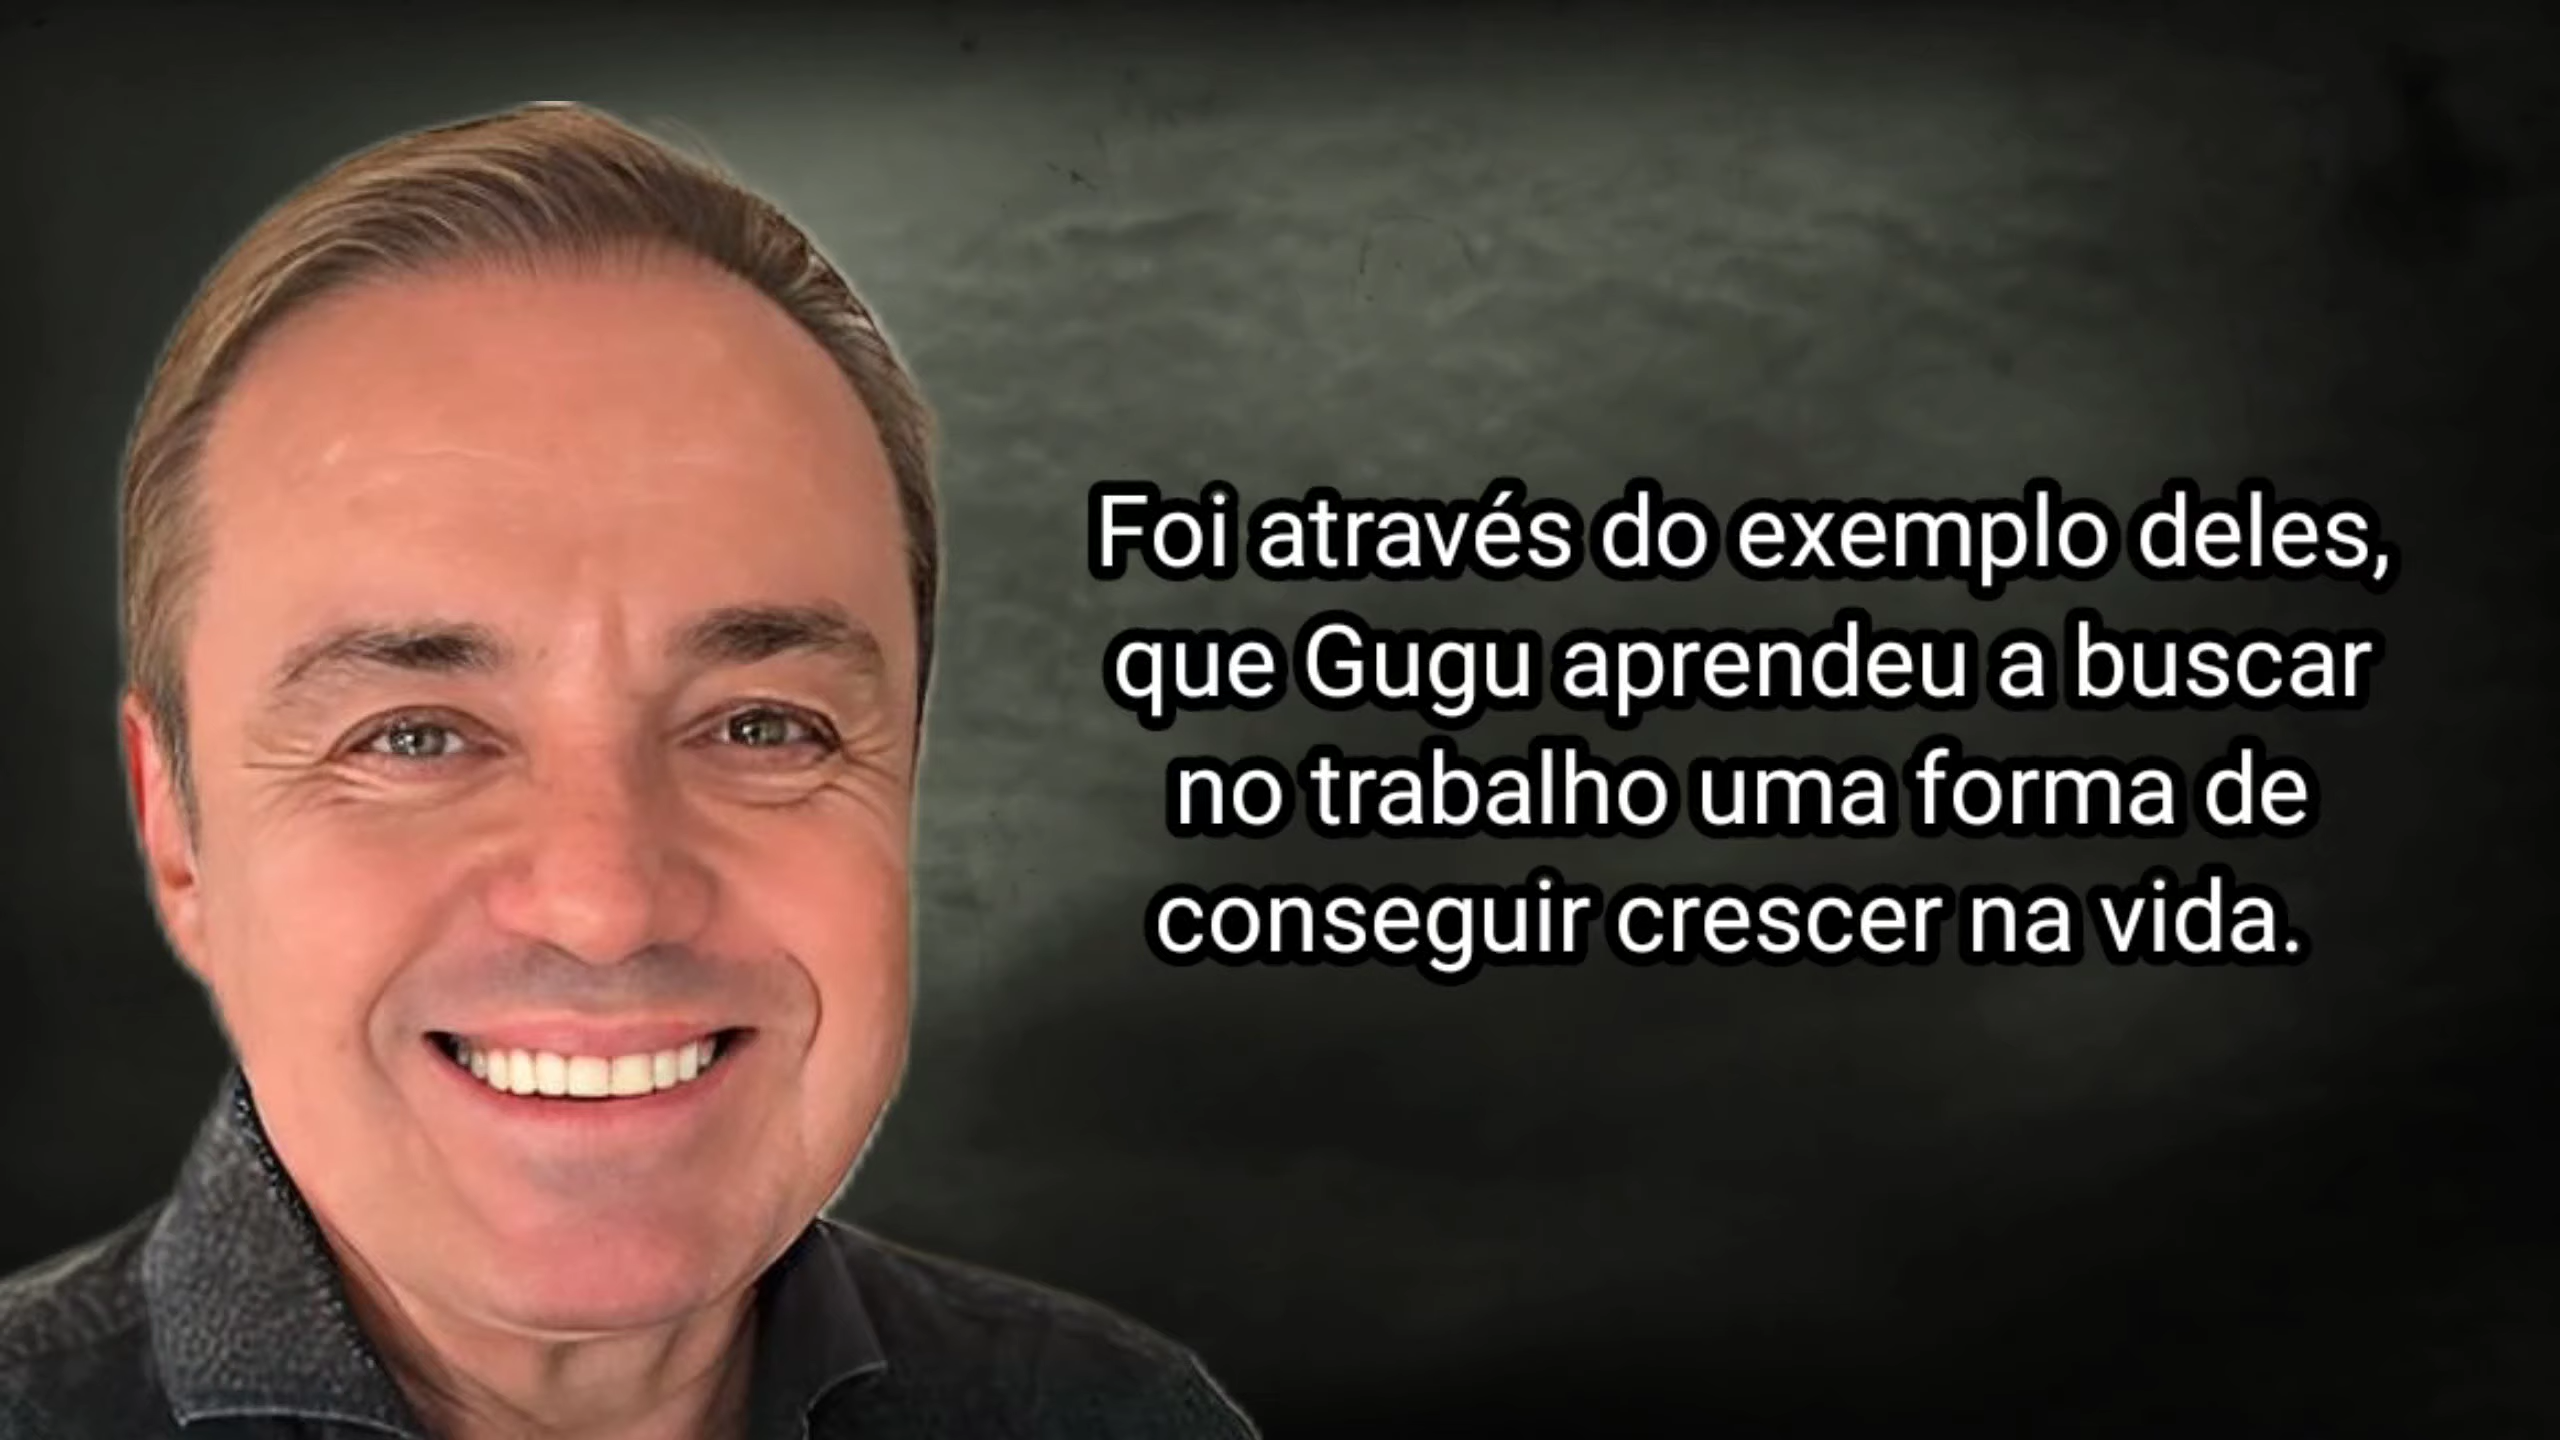 Foi através do exemplo deles,
que Gugu aprendeu a buscar
no trabalho uma forma de
conseguir crescer na vida.